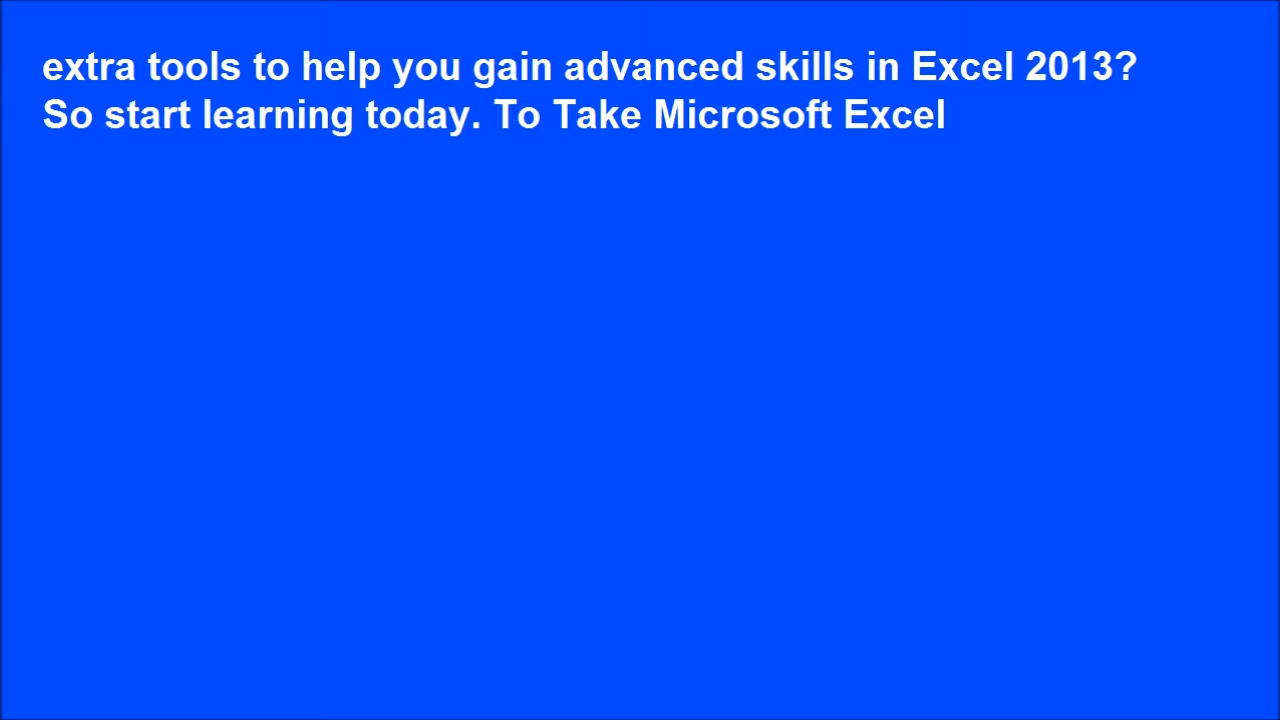 extra tools to help you gain advanced skills in Excel 2013?
So start learning today. To Take Microsoft Excel